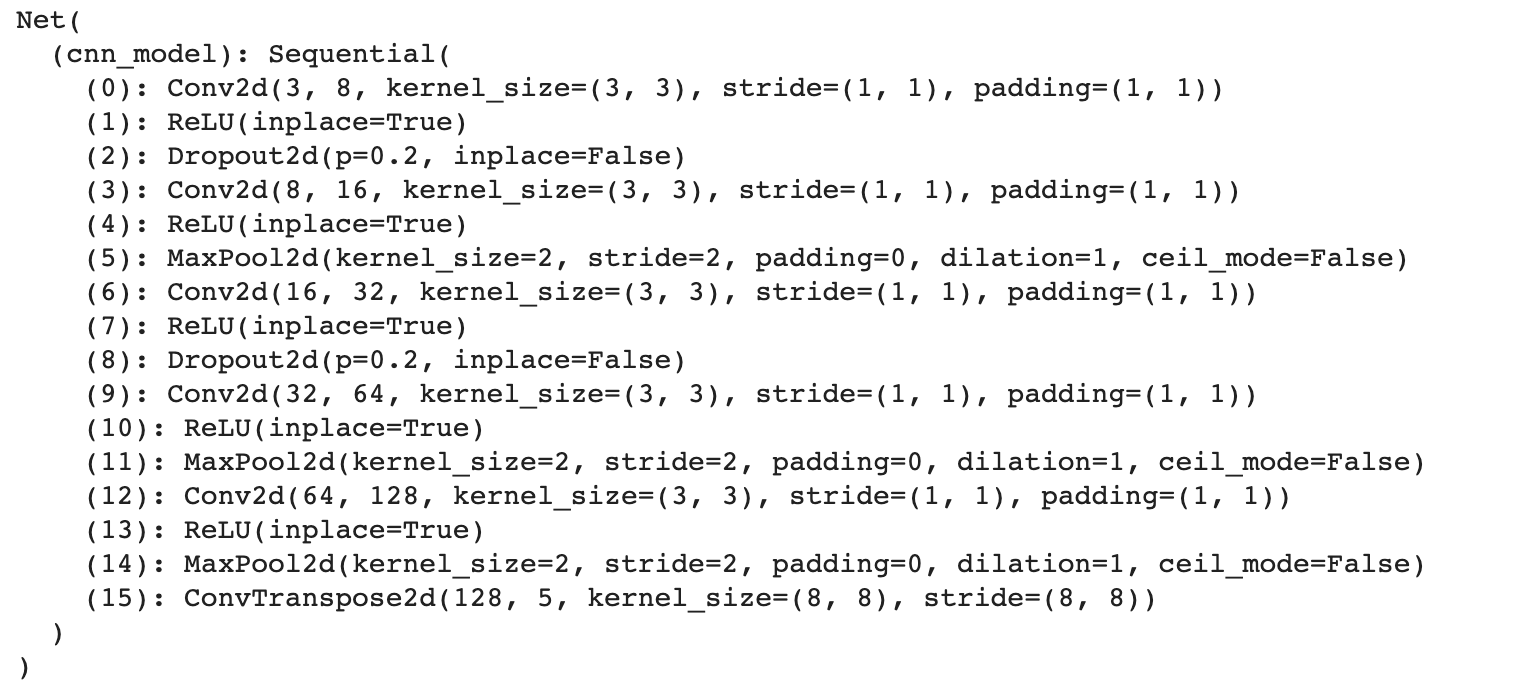 Net(
  (cnn_model): Sequential(
    (0): Conv2d(3, 8, kernel_size=(3, 3), stride=(1, 1), padding=(1, 1))
    (1): ReLU(inplace=True)
    (2): Dropout2d(p=0.2, inplace=False)
    (3): Conv2d(8, 16, kernel_size=(3, 3), stride=(1, 1), padding=(1, 1))
    (4): ReLU(inplace=True)
    (5): MaxPool2d(kernel_size=2, stride=2, padding=0, dilation=1, ceil_mode=False)
    (6): Conv2d(16, 32, kernel_size=(3, 3), stride=(1, 1), padding=(1, 1))
    (7): ReLU(inplace=True)
    (8): Dropout2d(p=0.2, inplace=False)
    (9): Conv2d(32, 64, kernel_size=(3, 3), stride=(1, 1), padding=(1, 1))
    (10): ReLU(inplace=True)
    (11): MaxPool2d(kernel_size=2, stride=2, padding=0, dilation=1, ceil_mode=False)
    (12): Conv2d(64, 128, kernel_size=(3, 3), stride=(1, 1), padding=(1, 1))
    (13): ReLU(inplace=True)
    (14): MaxPool2d(kernel_size=2, stride=2, padding=0, dilation=1, ceil_mode=False)
    (15): ConvTranspose2d(128, 5, kernel_size=(8, 8), stride=(8, 8))
  )
)